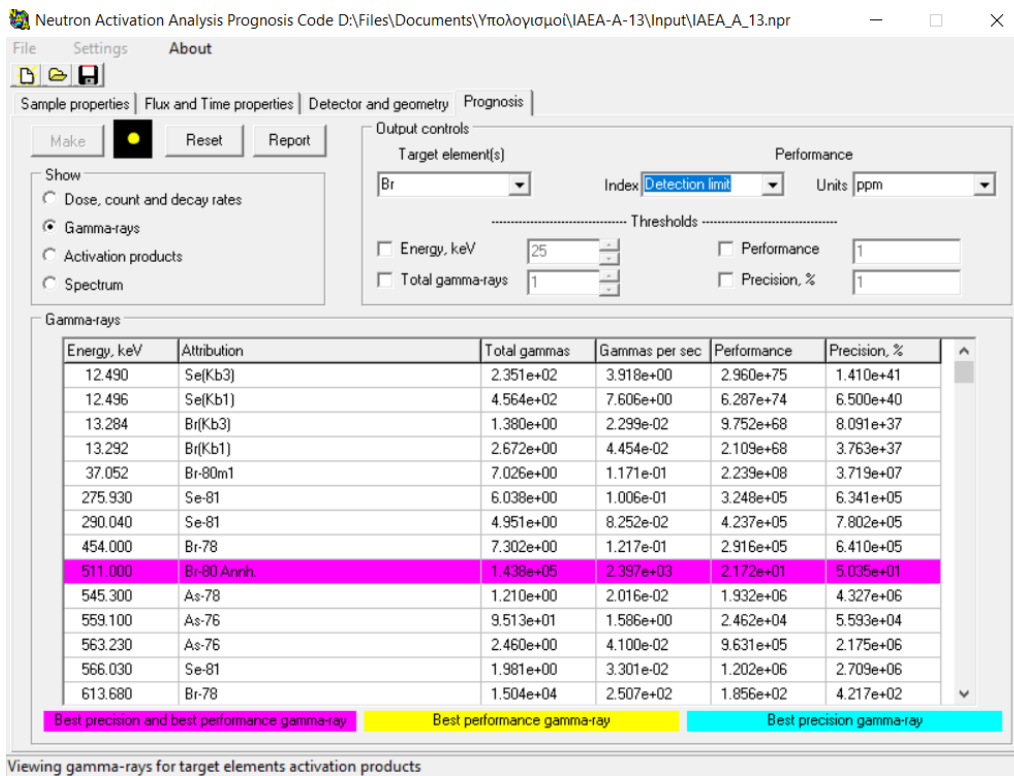 Neutron Activation Analysis Prognosis Code D:\Files\Documents\Υπολογισμοί\IAEA-A-13\Input\IAEA_A_13.npr
File Settings About
Sample properties Flux and Time properties Detector and geometry Prognosis
Make Reset Report
Show
Dose, count and decay rates
Gamma-rays
Activation products
Spectrum
Output controls
Target element(s) Performance
Br Index Detection limit Units ppm
Thresholds
Energy, keV 25 Performance 1
Total gamma-rays 1 Precision, % 1
Gamma-rays
Energy, keV Attribution Total gammas Gammas per sec Performance Precision, %
12.490 Se(Kb3) 2.351e+02 3.918e+00 2.960e+75 1.410e+41
12.496 Se(Kb1) 4.564e+02 7.606e+00 6.287e+74 6.500e+40
13.284 Br(Kb3) 1.380e+00 2.299e-02 9.752e+68 8.091e+37
13.292 Br(Kb1) 2.672e+00 4.454e-02 2.109e+68 3.763e+37
37.052 Br-80m1 7.026e+00 1.171e-01 2.239e+08 3.719e+07
275.930 Se-81 6.038e+00 1.006e-01 3.248e+05 6.341e+05
290.040 Se-81 4.951e+00 8.252e-02 4.237e+05 7.802e+05
454.000 Br-78 7.302e+00 1.217e-01 2.916e+05 6.410e+05
511.000 Br-80 Annh. 1.438e+05 2.397e+03 2.172e+01 5.035e+01
545.300 As-78 1.210e+00 2.016e-02 1.932e+06 4.327e+06
559.100 As-76 9.513e+01 1.586e+00 2.462e+04 5.593e+04
563.230 As-76 2.460e+00 4.100e-02 9.631e+05 2.175e+06
566.030 Se-81 1.981e+00 3.301e-02 1.202e+06 2.709e+06
613.680 Br-78 1.504e+04 2.507e+02 1.856e+02 4.217e+02
Best precision and best performance gamma-ray Best performance gamma-ray Best precision gamma-ray
Viewing gamma-rays for target elements activation products